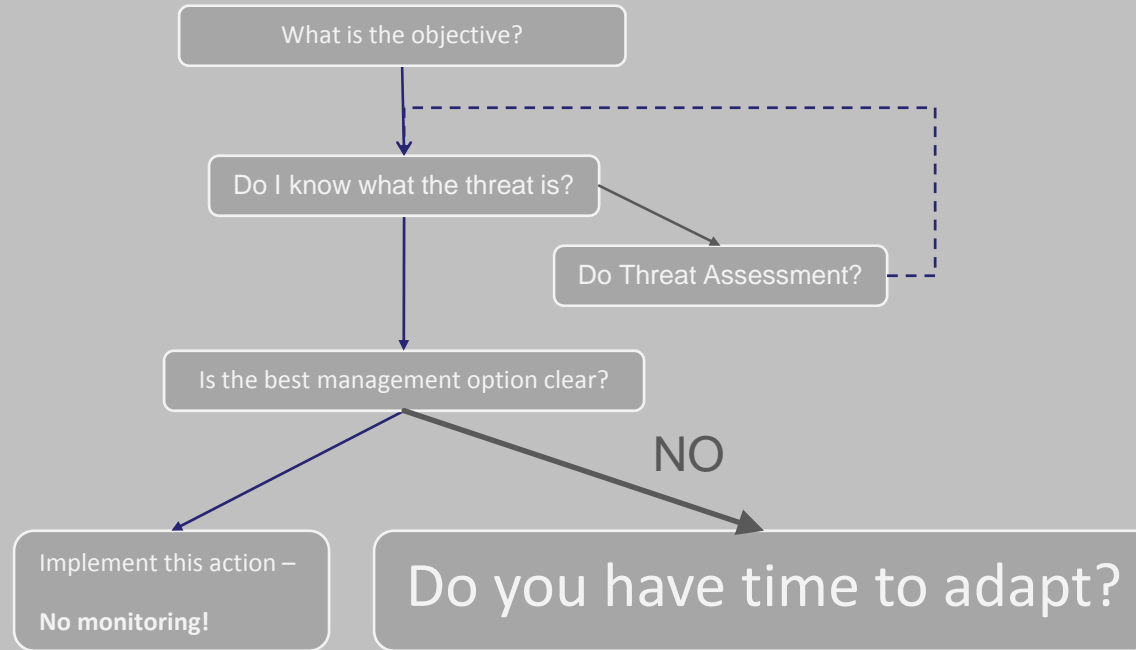 What is the objective?
Do I know what the threat is?
Do Threat Assessment?
Is the best management option clear?
NO
Implement this action –
No monitoring!
Do you have time to adapt?